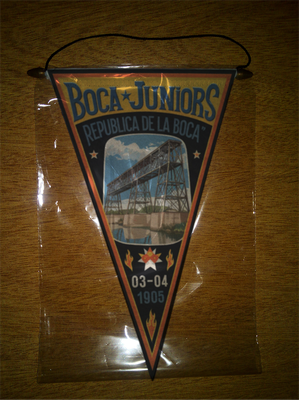 BOCA★JUNIORS
REPUBLICA DE LA BOCA
03-04
1905